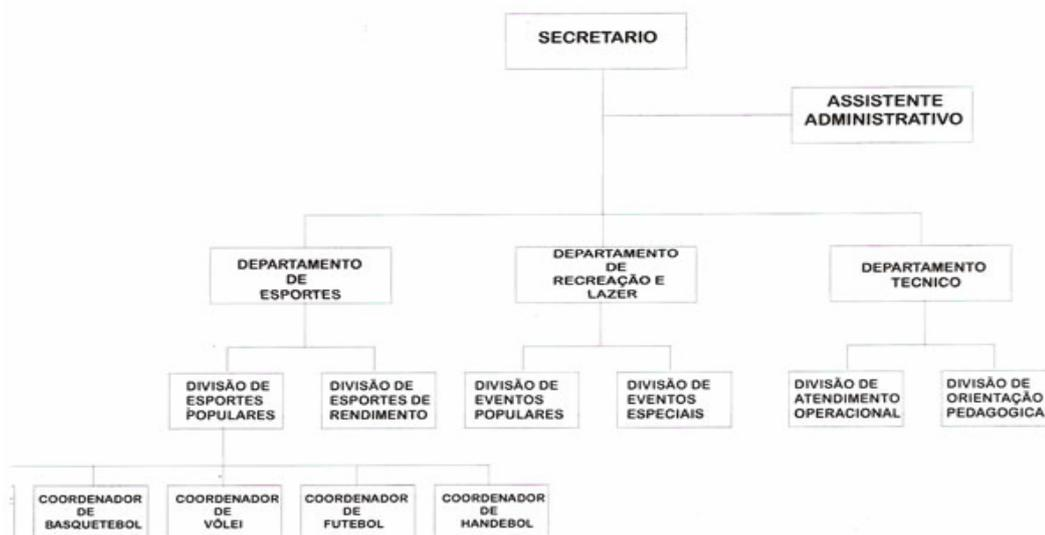 SECRETARIO
ASSISTENTE
ADMINISTRATIVO
DEPARTAMENTO
DE
ESPORTES
DEPARTAMENTO
DE
RECREAÇÃO E
LAZER
DEPARTAMENTO
TECNICO
DIVISÃO DE
ESPORTES
POPULARES
DIVISÃO DE
ESPORTES DE
RENDIMENTO
DIVISÃO DE
EVENTOS
POPULARES
DIVISÃO DE
EVENTOS
ESPECIAIS
DIVISÃO DE
ATENDIMENTO
OPERACIONAL
DIVISÃO DE
ORIENTAÇÃO
PEDAGOGICA
COORDENADOR
DE
BASQUETEBOL
COORDENADOR
DE
VÔLEI
COORDENADOR
DE
FUTEBOL
COORDENADOR
DE
HANDEBOL